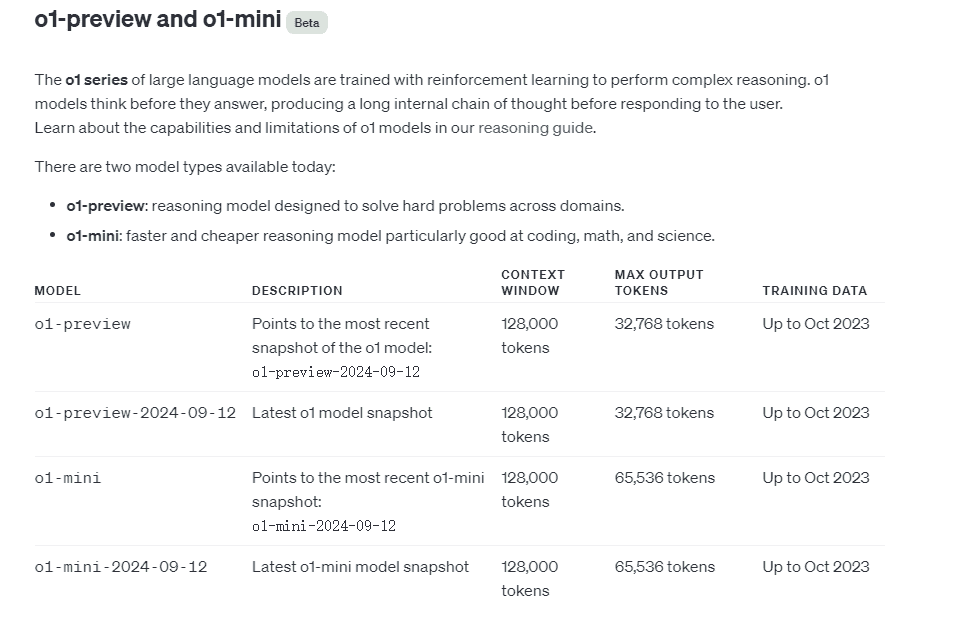 o1-preview and o1-mini Beta
The o1 series of large language models are trained with reinforcement learning to perform complex reasoning. o1
models think before they answer, producing a long internal chain of thought before responding to the user.
Learn about the capabilities and limitations of o1 models in our reasoning guide.
There are two model types available today:
• o1-preview: reasoning model designed to solve hard problems across domains.
• o1-mini: faster and cheaper reasoning model particularly good at coding, math, and science.
MODEL DESCRIPTION CONTEXT WINDOW MAX OUTPUT TOKENS TRAINING DATA
o1-preview Points to the most recent 128,000 32,768 tokens Up to Oct 2023
snapshot of the o1 model: tokens
o1-preview-2024-09-12
o1-preview-2024-09-12 Latest o1 model snapshot 128,000 32,768 tokens Up to Oct 2023
tokens
o1-mini Points to the most recent o1-mini 128,000 65,536 tokens Up to Oct 2023
snapshot: tokens
o1-mini-2024-09-12
o1-mini-2024-09-12 Latest o1-mini model snapshot 128,000 65,536 tokens Up to Oct 2023
tokens